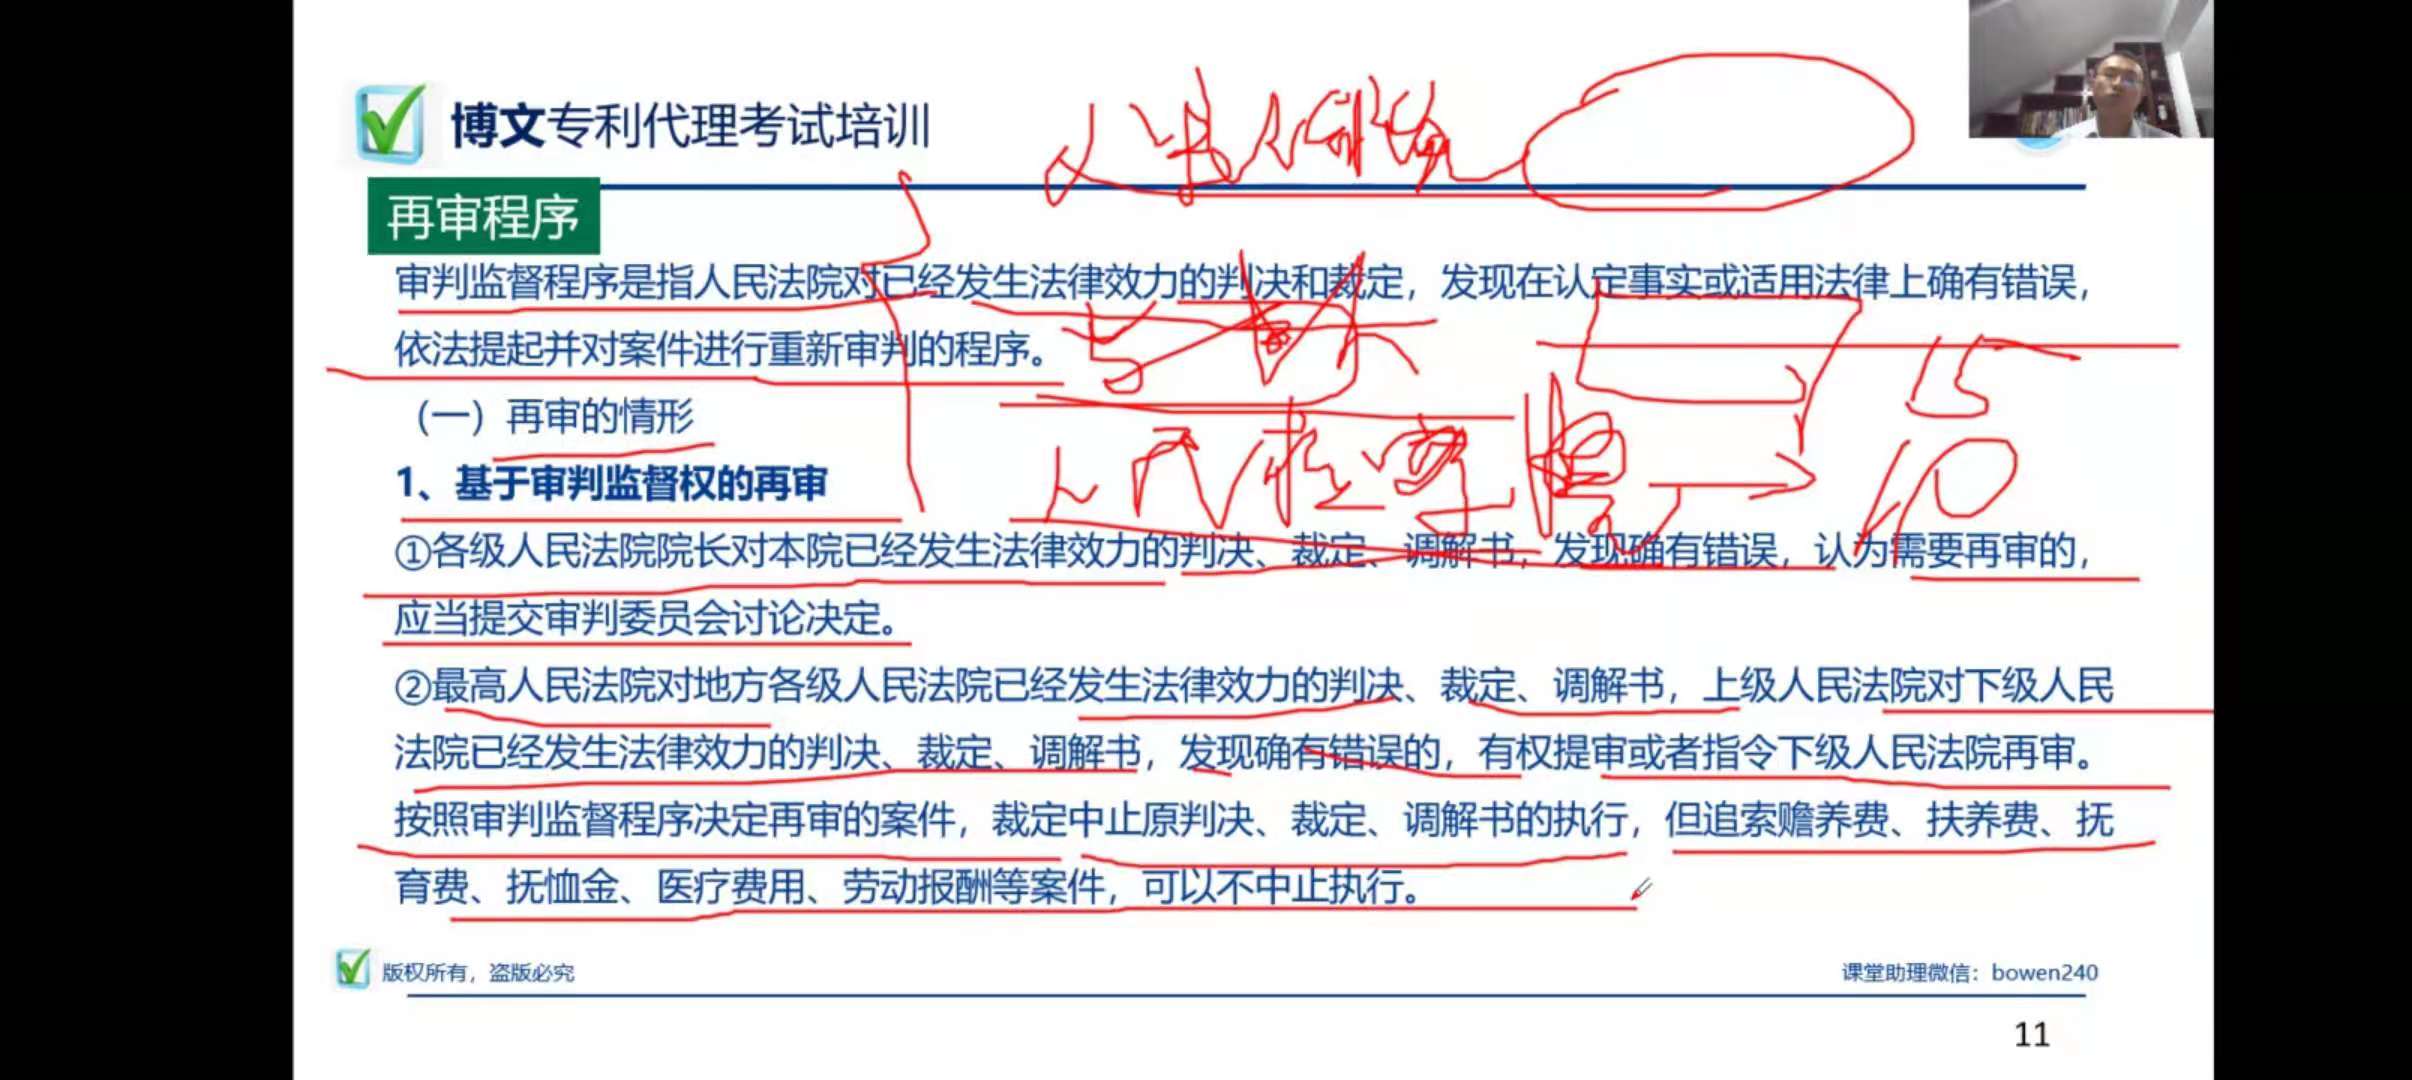 博文专利代理考试培训
再审程序
审判监督程序是指人民法院对已经发生法律效力的判决和裁定，发现在认定事实或适用法律上确有错误，
依法提起并对案件进行重新审判的程序。
（一）再审的情形
1、基于审判监督权的再审
①各级人民法院院长对本院已经发生法律效力的判决、裁定、调解书，发现确有错误，认为需要再审的，
应当提交审判委员会讨论决定。
②最高人民法院对地方各级人民法院已经发生法律效力的判决、裁定、调解书，上级人民法院对下级人民
法院已经发生法律效力的判决、裁定、调解书，发现确有错误的，有权提审或者指令下级人民法院再审。
按照审判监督程序决定再审的案件，裁定中止原判决、裁定、调解书的执行，但追索赡养费、扶养费、抚
育费、抚恤金、医疗费用、劳动报酬等案件，可以不中止执行。
人民检察院
15
10
版权所有，盗版必究
课堂助理微信：bowen240
11